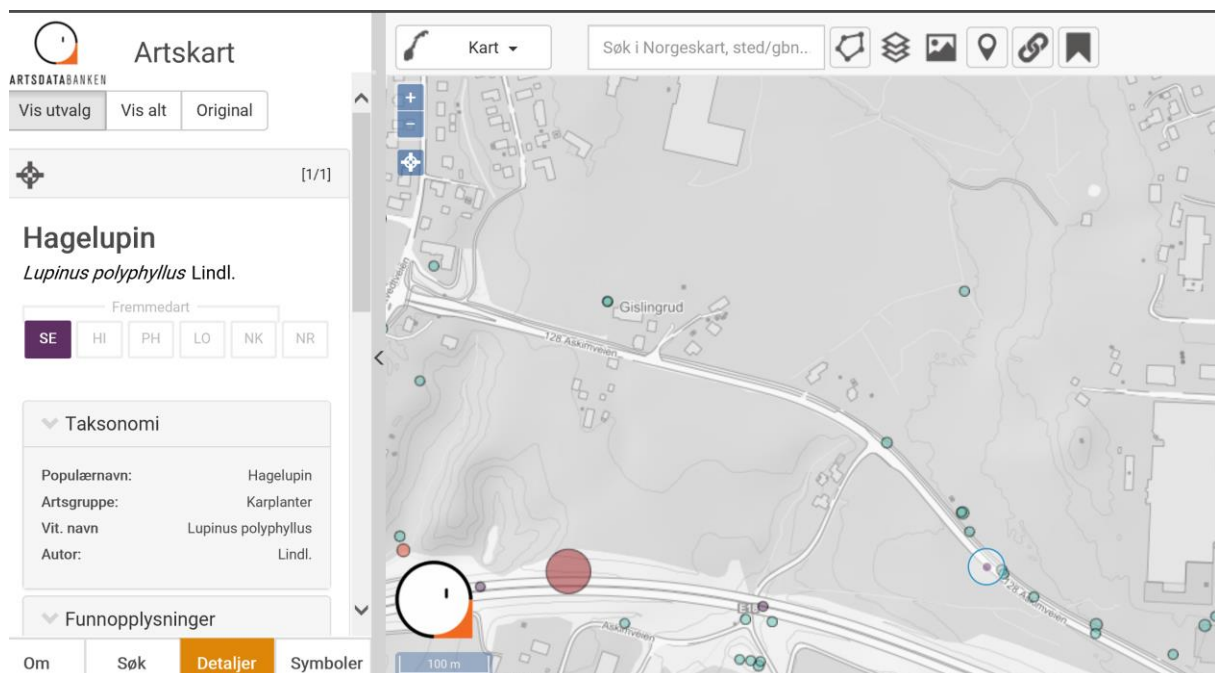 ARTSDATABANKEN
Artskart
Vis utvalg Vis alt Original
[1/1]
Hagelupin
Lupinus polyphyllus Lindl.
Fremmedart
SE HI PH LO NK NR
Taksonomi
Populærnavn: Hagelupin
Artsgruppe: Karplanter
Vit. navn Lupinus polyphyllus
Autor: Lindl.
Funnopplysninger
Om Søk Detaljer Symboler
Kart
Søk i Norgeskart, sted/gbn..
+
−
vedtveien
Gislingrud
128 Askimveien
128 Askimveien
Askimveien
100 m